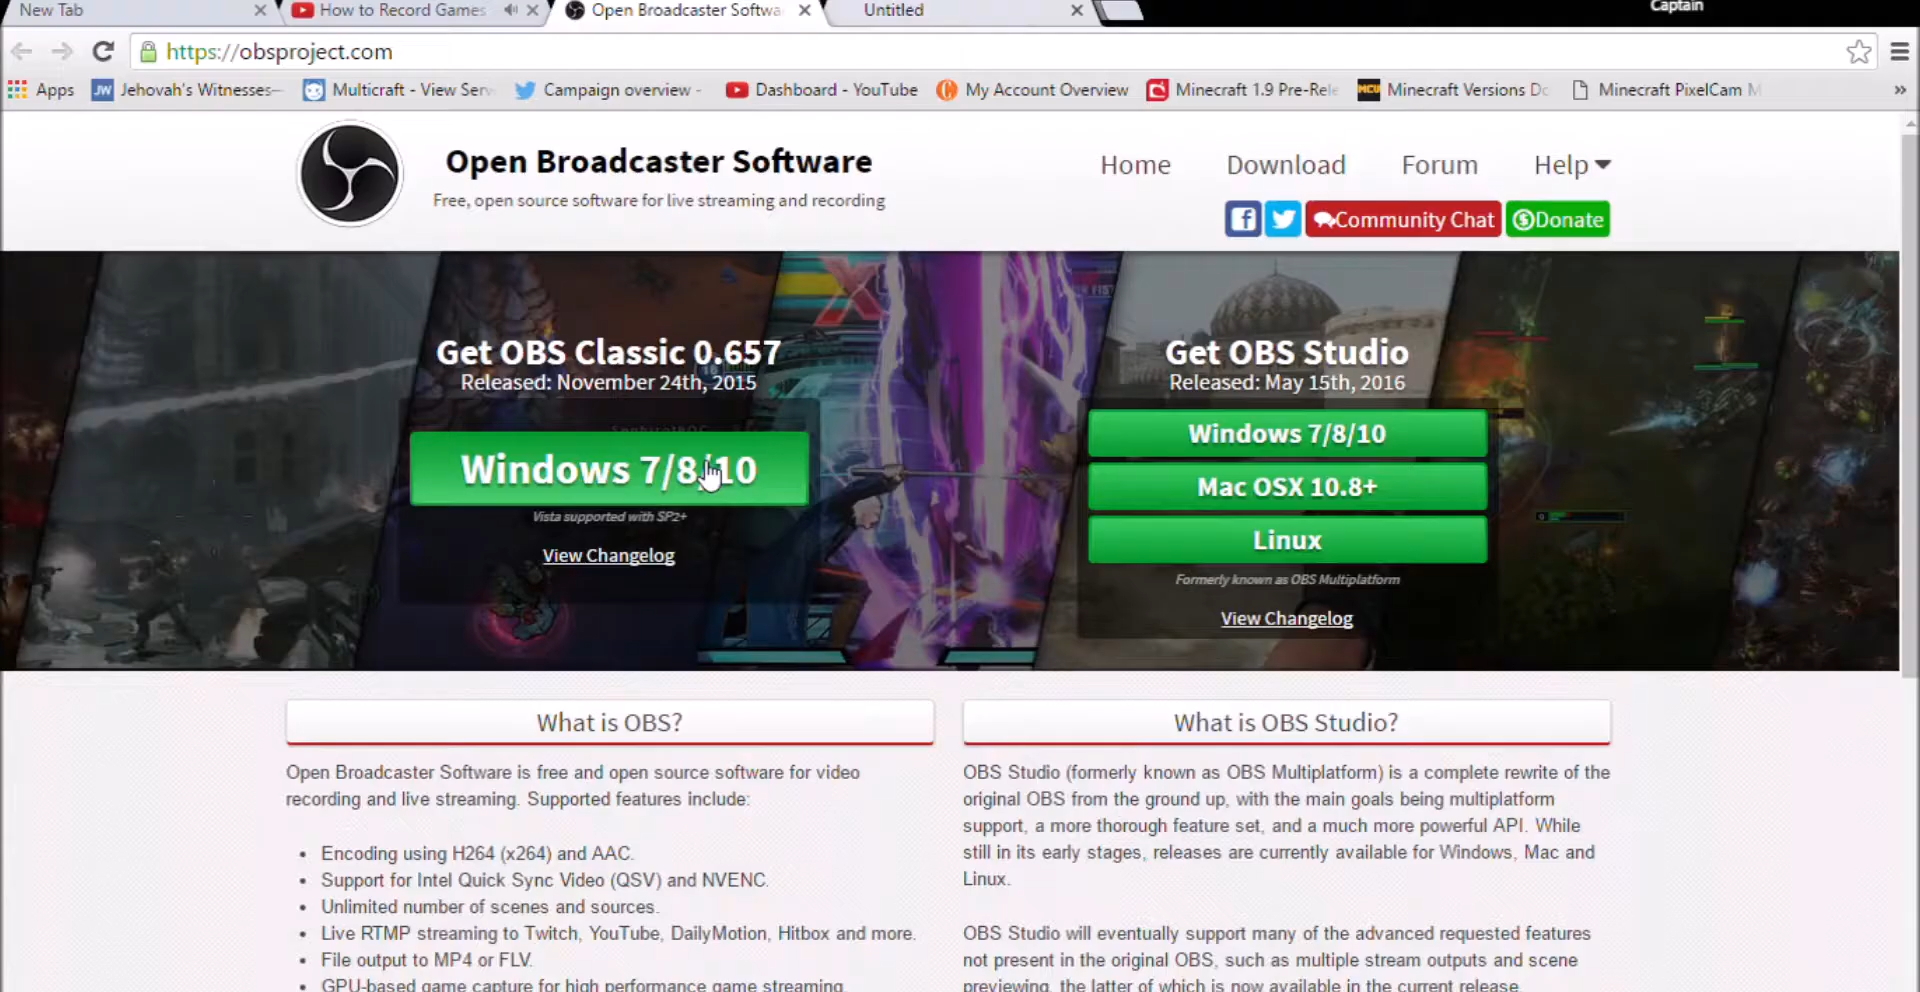 New Tab
How to Record Games
Open Broadcaster Softwa
Untitled
Captain
https://obsproject.com
Apps
JW Jehovah's Witnesses—
Multicraft - View Serv
Campaign overview -
Dashboard - YouTube
My Account Overview
Minecraft 1.9 Pre-Rele
MCU Minecraft Versions Do
Minecraft PixelCam M
»
Open Broadcaster Software
Free, open source software for live streaming and recording
Home
Download
Forum
Help
Community Chat
Donate
Get OBS Classic 0.657
Released: November 24th, 2015
Windows 7/8/10
Vista supported with SP2+
View Changelog
Get OBS Studio
Released: May 15th, 2016
Windows 7/8/10
Mac OSX 10.8+
Linux
Formerly known as OBS Multiplatform
View Changelog
What is OBS?
Open Broadcaster Software is free and open source software for video
recording and live streaming. Supported features include:
• Encoding using H264 (x264) and AAC.
• Support for Intel Quick Sync Video (QSV) and NVENC.
• Unlimited number of scenes and sources.
• Live RTMP streaming to Twitch, YouTube, DailyMotion, Hitbox and more.
• File output to MP4 or FLV.
• GPU-based game capture for high performance game streaming.
What is OBS Studio?
OBS Studio (formerly known as OBS Multiplatform) is a complete rewrite of the
original OBS from the ground up, with the main goals being multiplatform
support, a more thorough feature set, and a much more powerful API. While
still in its early stages, releases are currently available for Windows, Mac and
Linux.
OBS Studio will eventually support many of the advanced requested features
not present in the original OBS, such as multiple stream outputs and scene
previewing, the latter of which is now available in the current release.